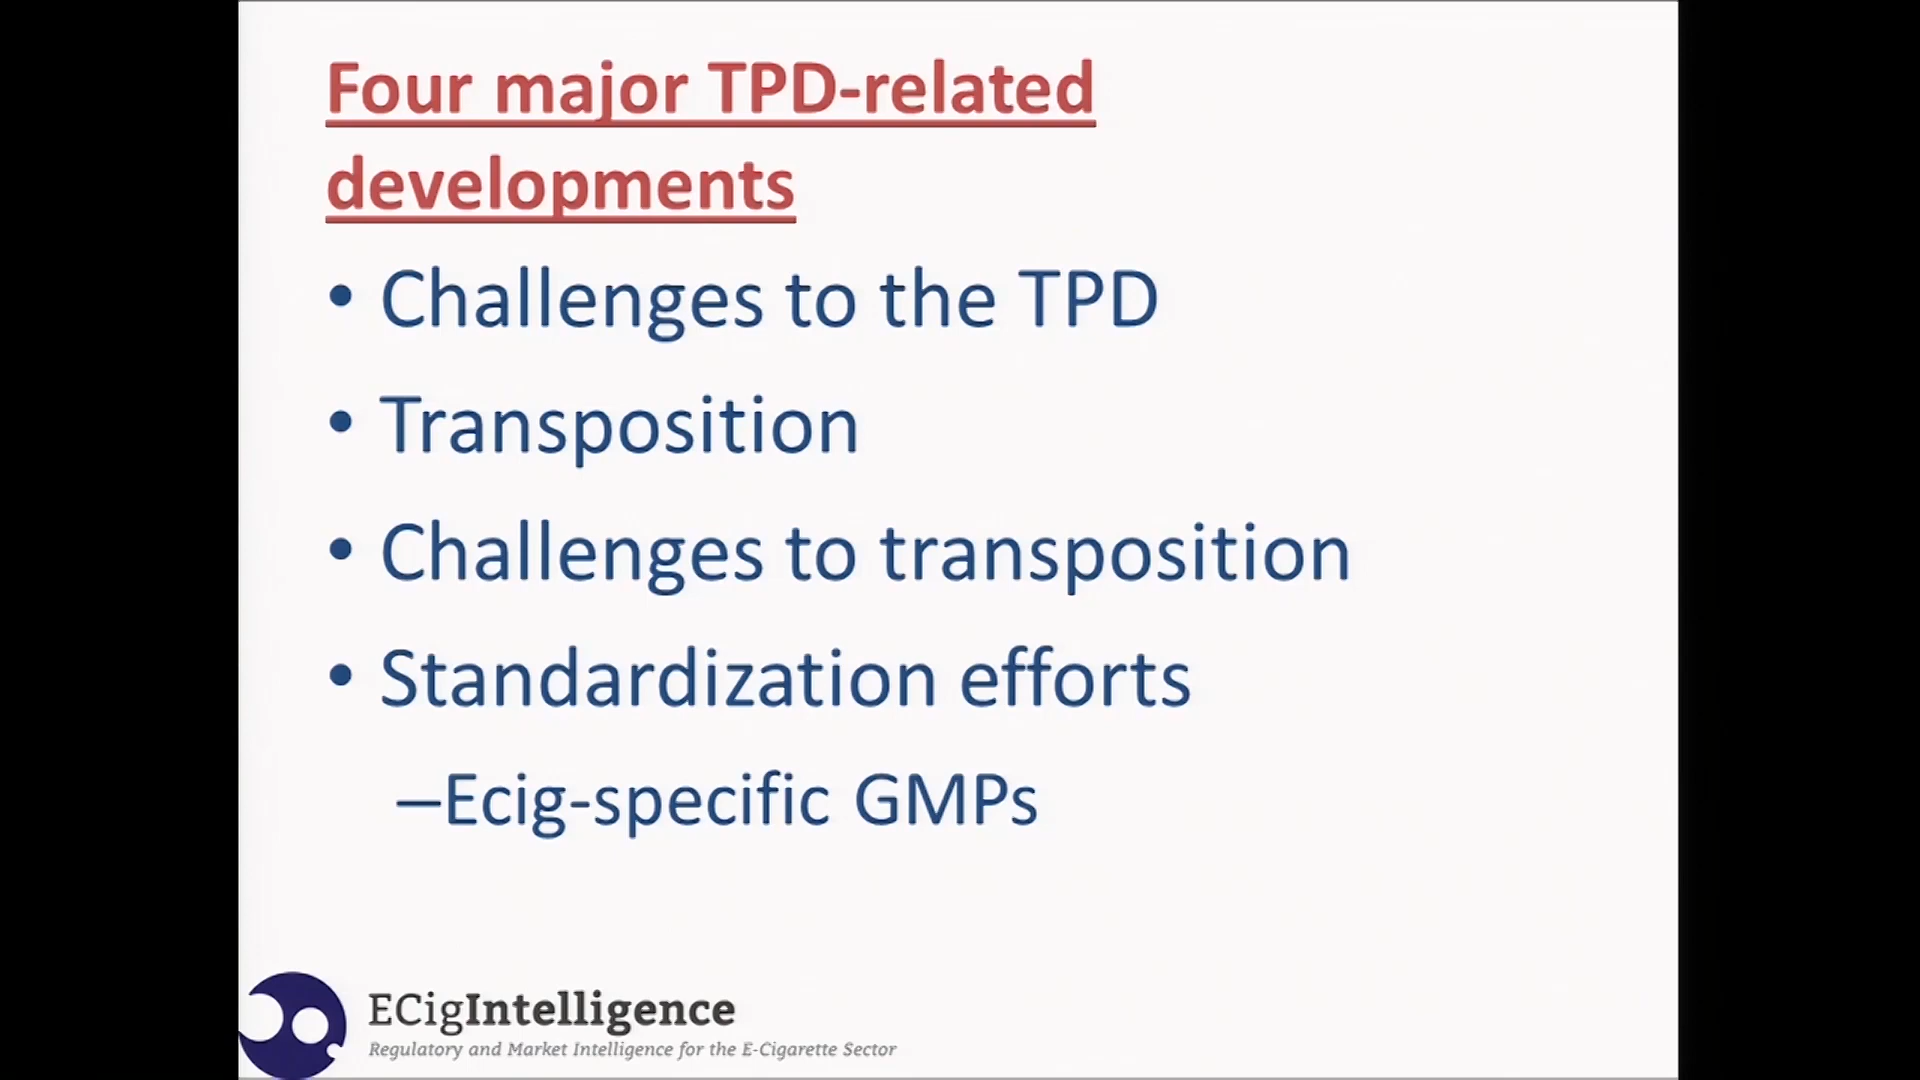 Four major TPD-related
developments
• Challenges to the TPD
• Transposition
• Challenges to transposition
• Standardization efforts
–Ecig-specific GMPs
ECigIntelligence
Regulatory and Market Intelligence for the E-Cigarette Sector